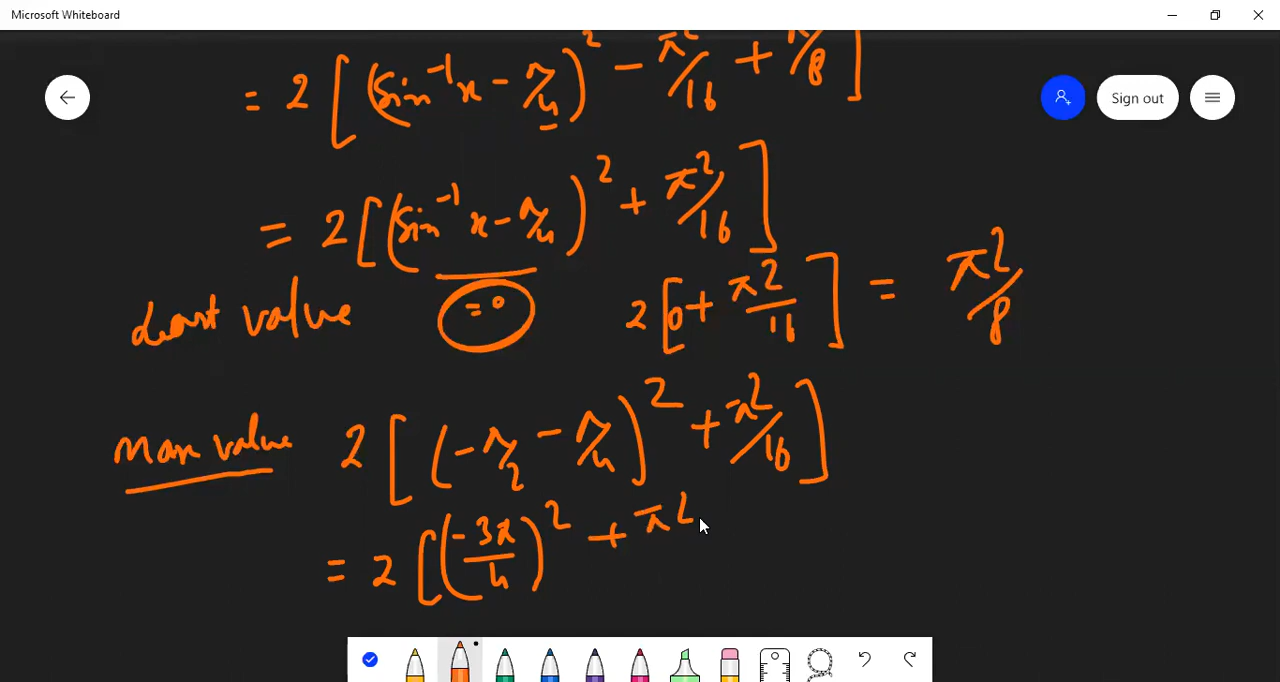 Microsoft Whiteboard
= 2 [(sin⁻¹x - π/4)² - π²/16 + π²/8]
Sign out
= 2 [(sin⁻¹x - π/4)² + π²/16]
Least value = 0 2 [0 + π²/16] = π²/8
Max value 2 [(-π/2 - π/4)² + π²/16]
= 2 [(-3π/4)² + π²